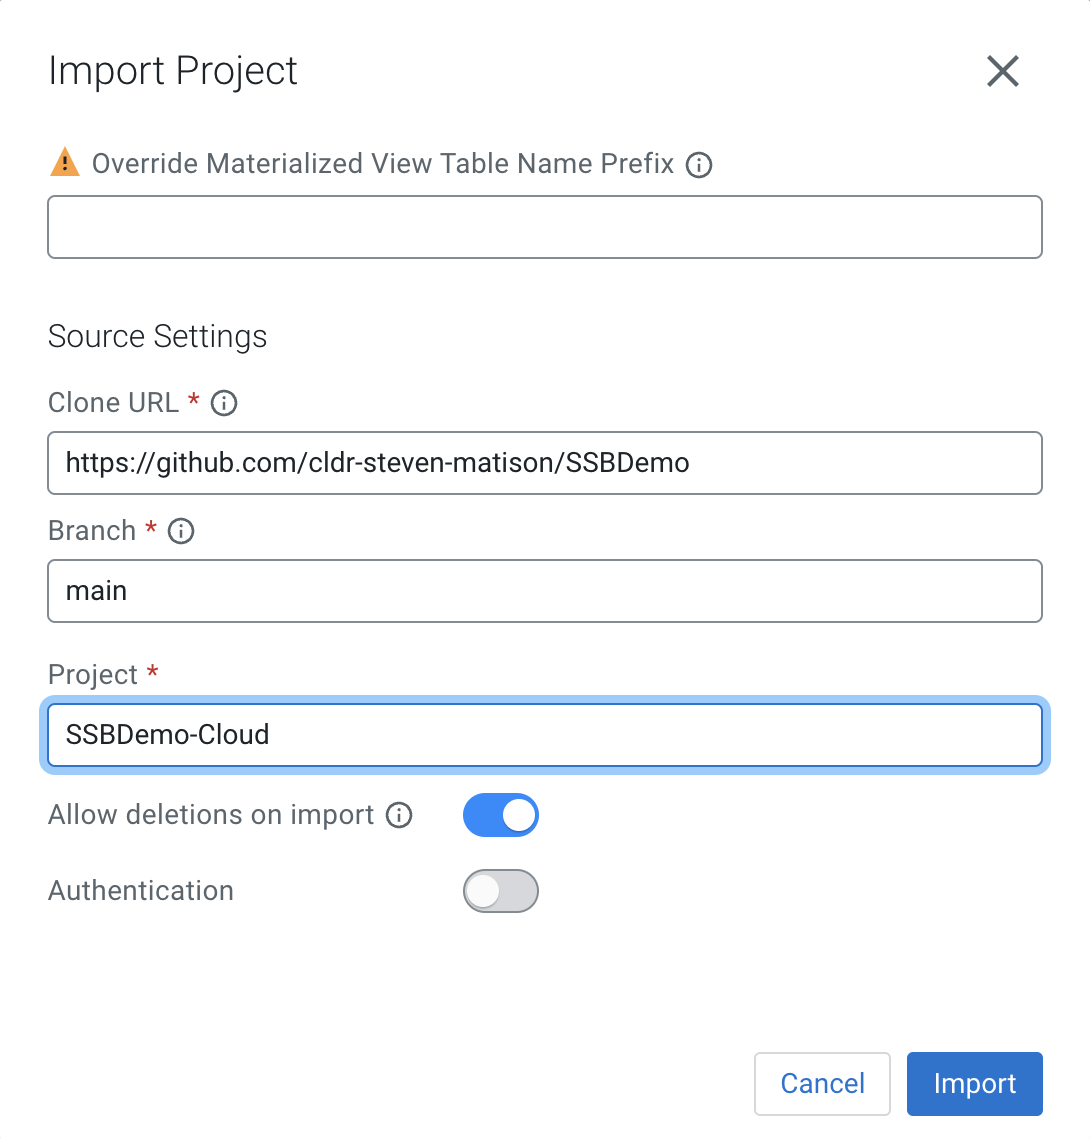 Import Project
Override Materialized View Table Name Prefix
Source Settings
Clone URL *
https://github.com/cldr-steven-matison/SSBDemo
Branch *
main
Project *
SSBDemo-Cloud
Allow deletions on import
Authentication
Cancel
Import